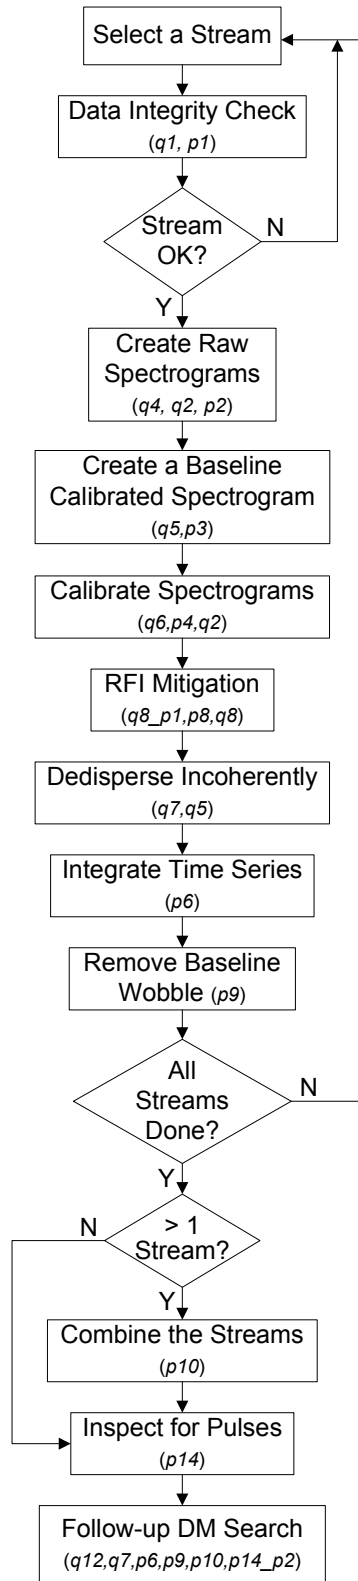 Select a Stream
Data Integrity Check
(q1, p1)
Stream
OK?
N
Y
Create Raw
Spectrograms
(q4, q2, p2)
Create a Baseline
Calibrated Spectrogram
(q5,p3)
Calibrate Spectrograms
(q6,p4,q2)
RFI Mitigation
(q8_p1,p8,q8)
Dedisperse Incoherently
(q7,q5)
Integrate Time Series
(p6)
Remove Baseline
Wobble (p9)
All
Streams
Done?
N
Y
> 1
Stream?
N
Y
Combine the Streams
(p10)
Inspect for Pulses
(p14)
Follow-up DM Search
(q12,q7,p6,p9,p10,p14_p2)